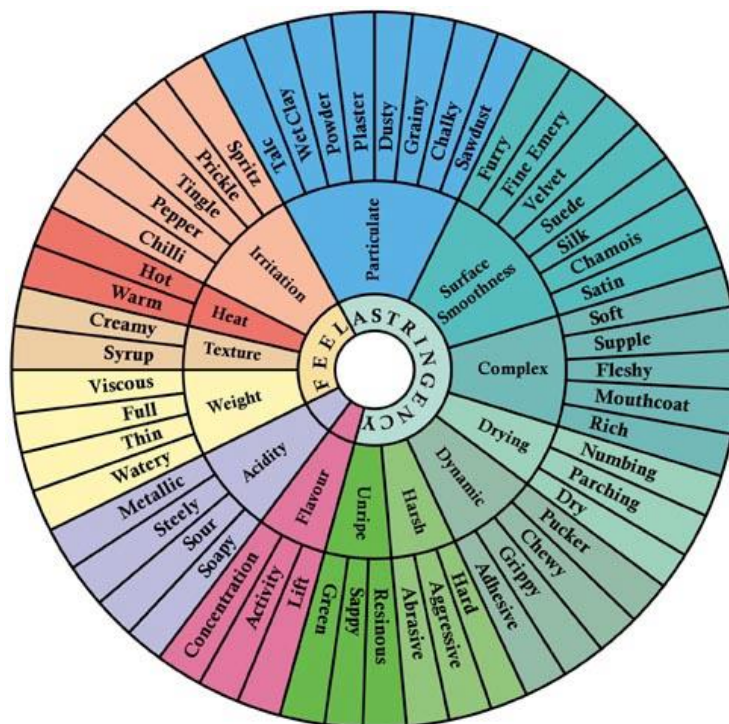 FEEL
ASTRINGENCY
Particulate
Talc
Wet Clay
Powder
Plaster
Dusty
Grainy
Chalky
Sawdust
Surface
Smoothness
Furry
Fine Emery
Velvet
Suede
Silk
Chamois
Satin
Complex
Soft
Supple
Fleshy
Mouthcoat
Rich
Drying
Numbing
Parching
Dry
Dynamic
Pucker
Chewy
Grippy
Adhesive
Harsh
Hard
Aggressive
Abrasive
Unripe
Resinous
Sappy
Green
Flavour
Lift
Activity
Concentration
Acidity
Soapy
Sour
Steely
Metallic
Weight
Watery
Thin
Full
Viscous
Texture
Syrup
Creamy
Heat
Warm
Hot
Irritation
Chilli
Pepper
Tingle
Prickle
Spritz